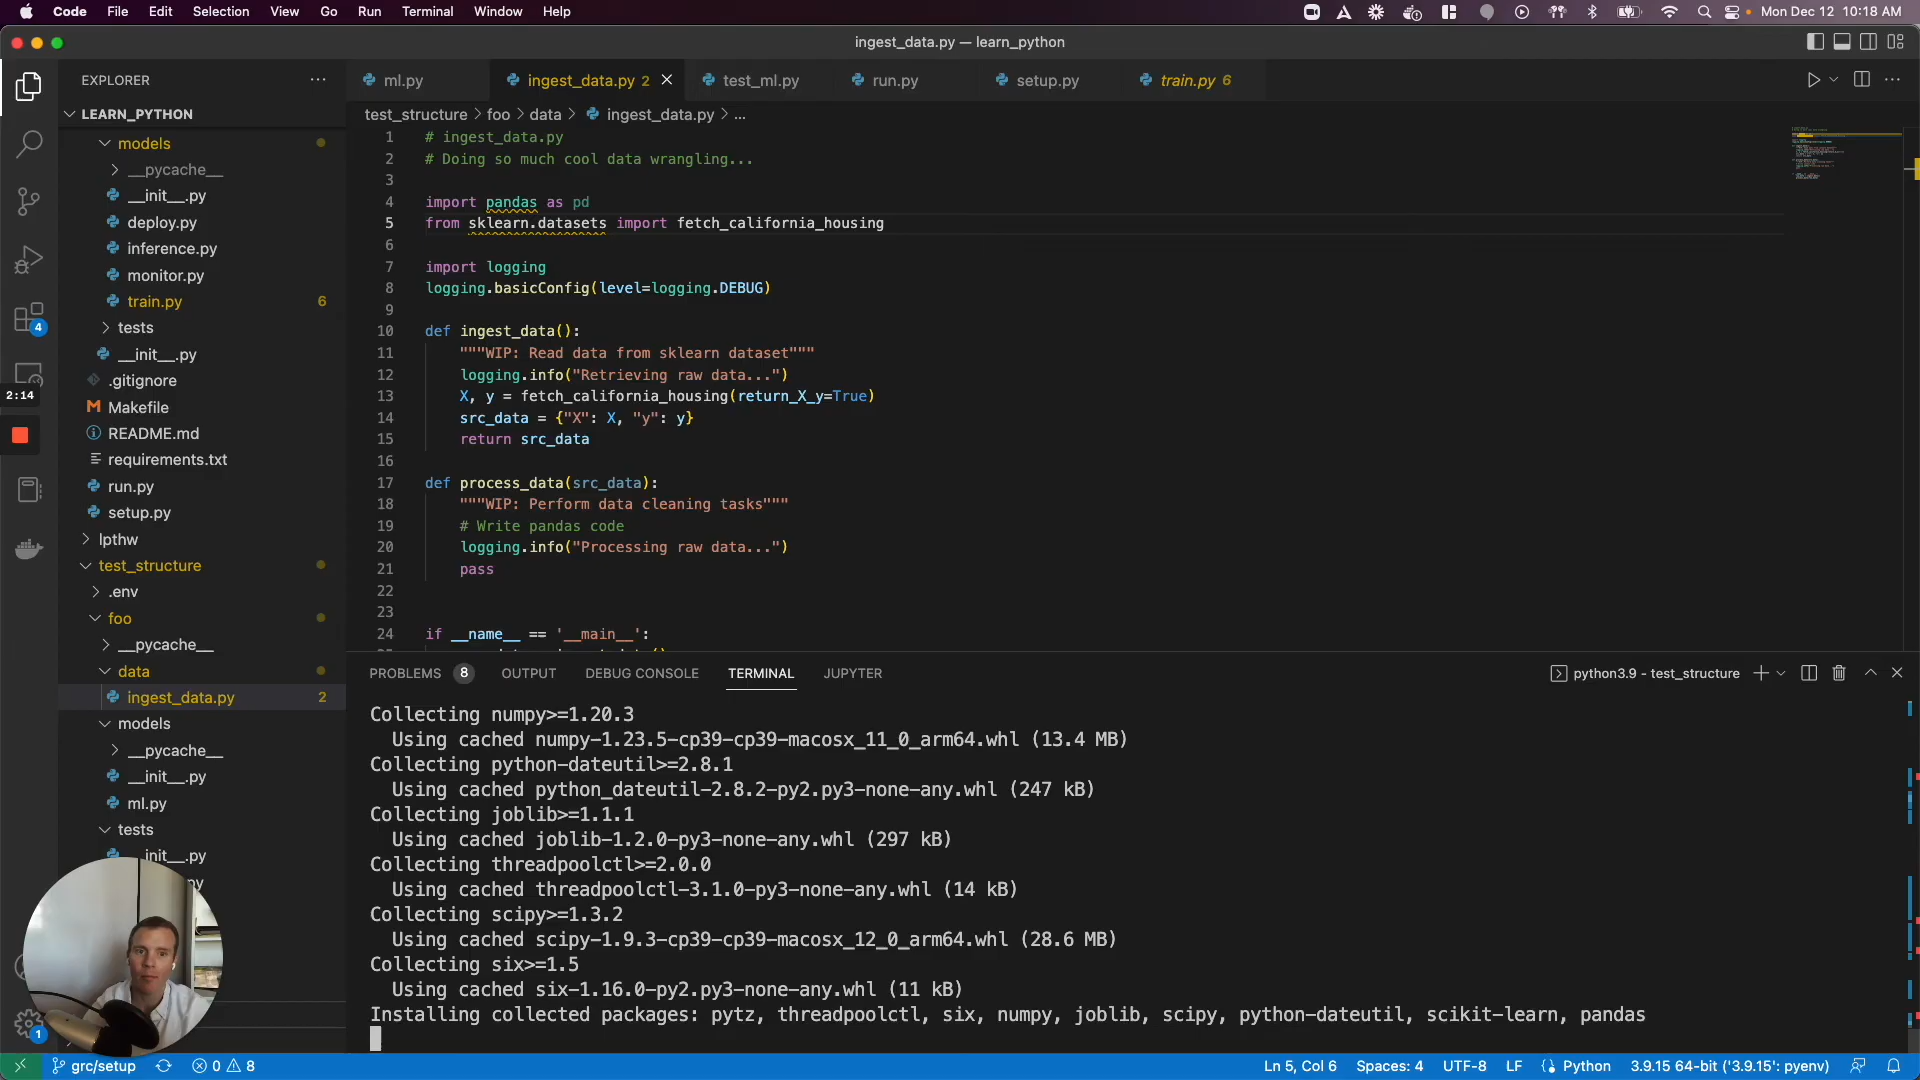 Code File Edit Selection View Go Run Terminal Window Help
Mon Dec 12 10:18 AM
ingest_data.py — learn_python
EXPLORER
LEARN_PYTHON
models
__pycache__
__init__.py
deploy.py
inference.py
monitor.py
train.py 6
tests
__init__.py
.gitignore
Makefile
README.md
requirements.txt
run.py
setup.py
lpthw
test_structure
.env
foo
__pycache__
data
ingest_data.py 2
models
__pycache__
__init__.py
ml.py
tests
__init__.py
py
4
2:14
1
ml.py ingest_data.py 2 test_ml.py run.py setup.py train.py 6
test_structure > foo > data > ingest_data.py > ...
1 # ingest_data.py
2 # Doing so much cool data wrangling...
3
4 import pandas as pd
5 from sklearn.datasets import fetch_california_housing
6
7 import logging
8 logging.basicConfig(level=logging.DEBUG)
9
10 def ingest_data():
11 """WIP: Read data from sklearn dataset"""
12 logging.info("Retrieving raw data...")
13 X, y = fetch_california_housing(return_X_y=True)
14 src_data = {"X": X, "y": y}
15 return src_data
16
17 def process_data(src_data):
18 """WIP: Perform data cleaning tasks"""
19 # Write pandas code
20 logging.info("Processing raw data...")
21 pass
22
23
24 if __name__ == '__main__':
PROBLEMS 8 OUTPUT DEBUG CONSOLE TERMINAL JUPYTER
python3.9 - test_structure
Collecting numpy>=1.20.3
Using cached numpy-1.23.5-cp39-cp39-macosx_11_0_arm64.whl (13.4 MB)
Collecting python-dateutil>=2.8.1
Using cached python_dateutil-2.8.2-py2.py3-none-any.whl (247 kB)
Collecting joblib>=1.1.1
Using cached joblib-1.2.0-py3-none-any.whl (297 kB)
Collecting threadpoolctl>=2.0.0
Using cached threadpoolctl-3.1.0-py3-none-any.whl (14 kB)
Collecting scipy>=1.3.2
Using cached scipy-1.9.3-cp39-cp39-macosx_12_0_arm64.whl (28.6 MB)
Collecting six>=1.5
Using cached six-1.16.0-py2.py3-none-any.whl (11 kB)
Installing collected packages: pytz, threadpoolctl, six, numpy, joblib, scipy, python-dateutil, scikit-learn, pandas
grc/setup 0 8
Ln 5, Col 6 Spaces: 4 UTF-8 LF Python 3.9.15 64-bit ('3.9.15': pyenv)